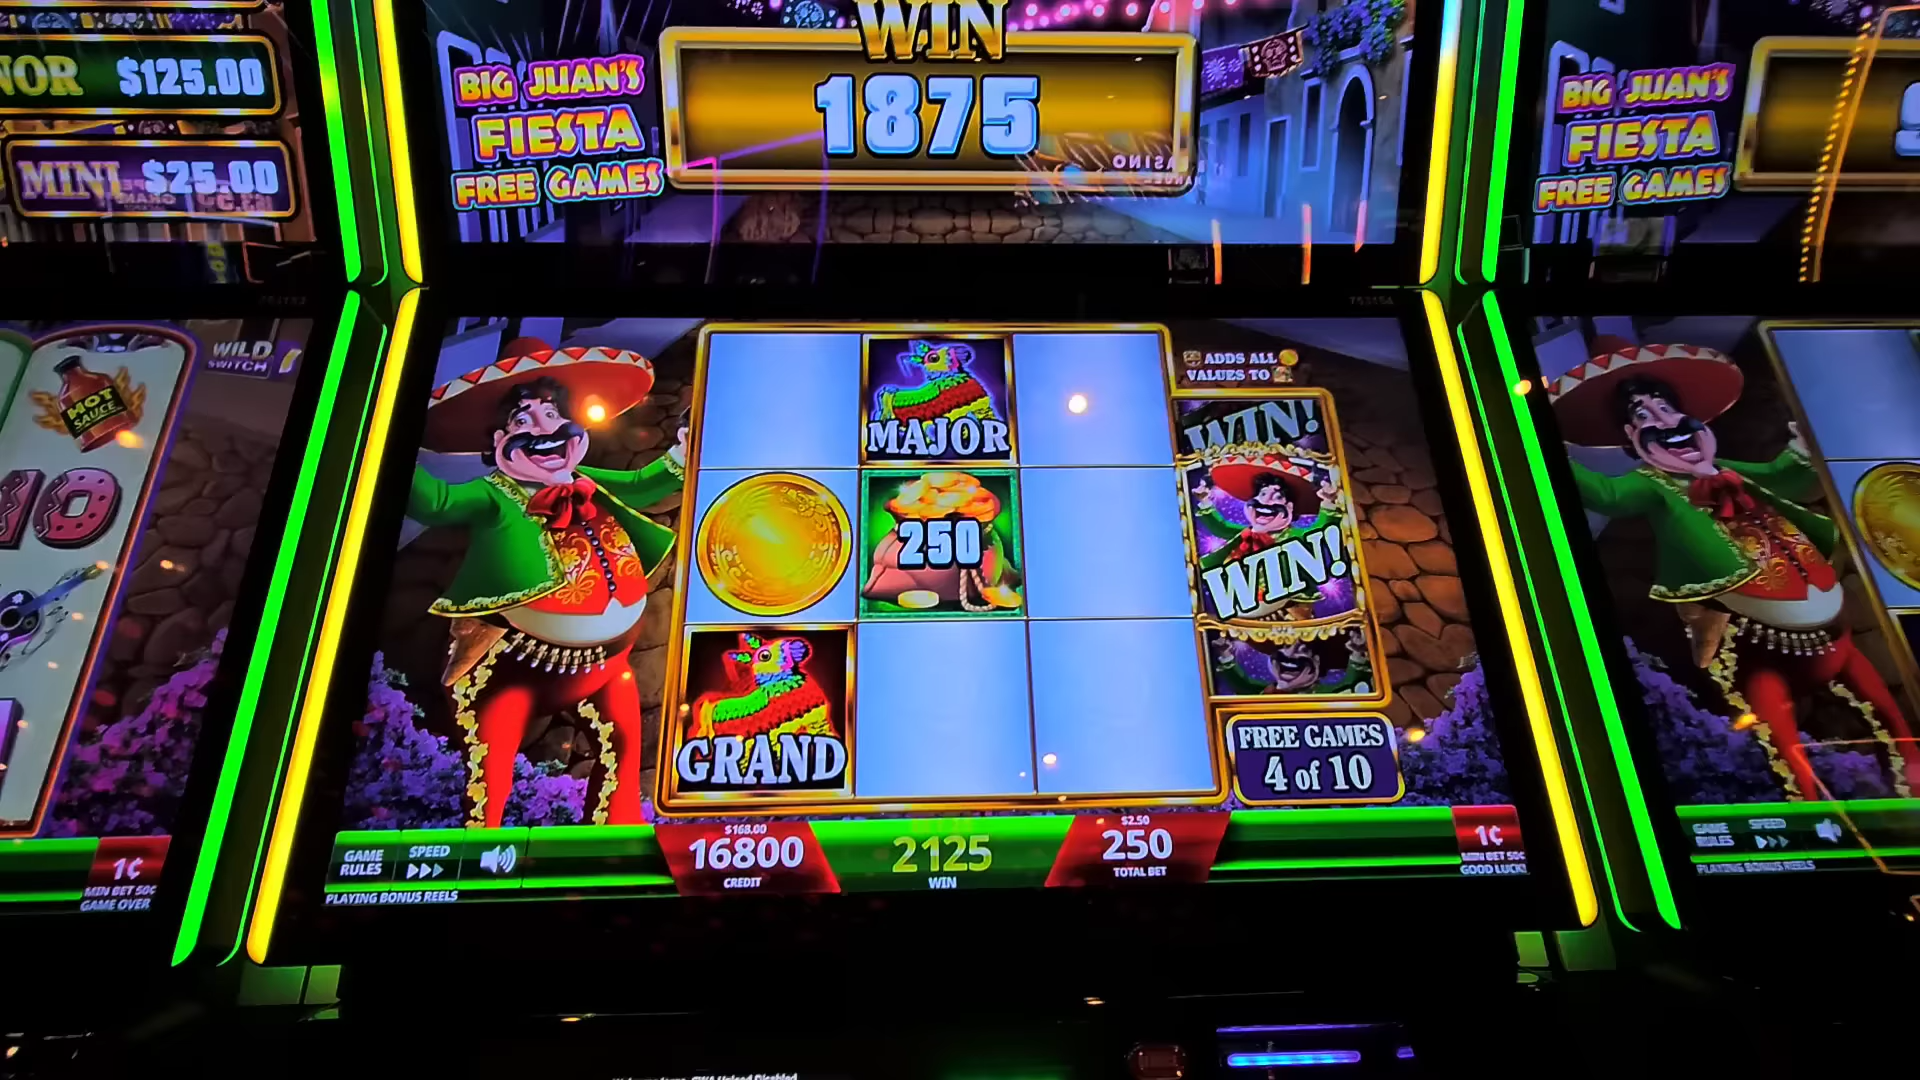 $125.00
MINI $25.00
WILD
SWITCH
HOT
SAUCE
1¢
MIN BET 50¢
GAME OVER
BIG JUAN'S
FIESTA
FREE GAMES
WIN
1875
MAJOR
250
GRAND
ADDS ALL
VALUES TO
WIN!
WIN!
FREE GAMES
4 of 10
GAME
RULES
SPEED
PLAYING BONUS REELS
$168.00
16800
CREDIT
2125
WIN
$2.50
250
TOTAL BET
1¢
MIN BET 50¢
GOOD LUCK!
BIG JUAN'S
FIESTA
FREE GAMES
GAME
RULES
SPEED
PLAYING BONUS REELS